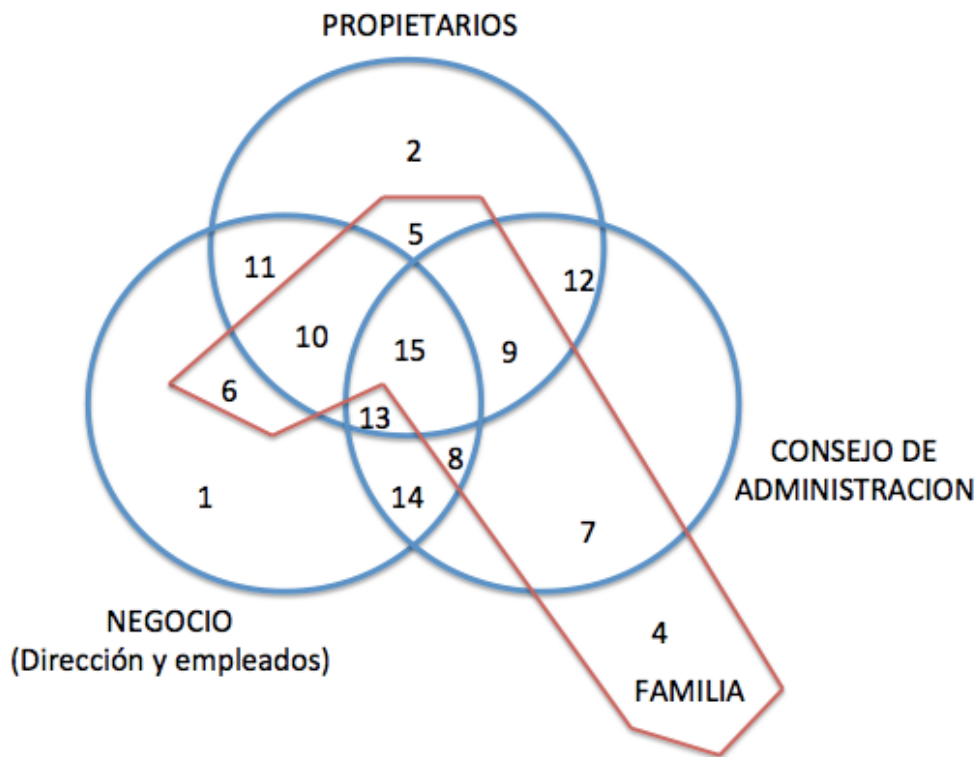 PROPIETARIOS
2
5
11
12
10
15
9
6
13
8
CONSEJO DE
ADMINISTRACION
1
14
7
NEGOCIO
(Dirección y empleados)
4
FAMILIA